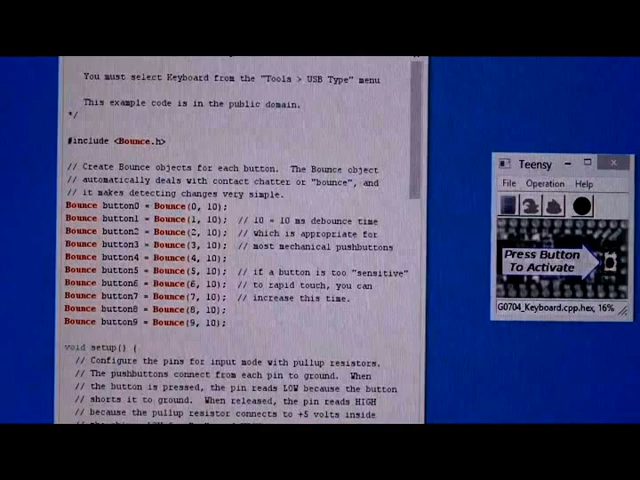 You must select Keyboard from the "Tools > USB Type" menu
This example code is in the public domain.
*/
#include <Bounce.h>
// Create Bounce objects for each button.  The Bounce object
// automatically deals with contact chatter or "bounce", and
// it makes detecting changes very simple.
Bounce button0 = Bounce(0, 10);
Bounce button1 = Bounce(1, 10);  // 10 = 10 ms debounce time
Bounce button2 = Bounce(2, 10);  // which is appropriate for
Bounce button3 = Bounce(3, 10);  // most mechanical pushbuttons
Bounce button4 = Bounce(4, 10);
Bounce button5 = Bounce(5, 10);  // if a button is too "sensitive"
Bounce button6 = Bounce(6, 10);  // to rapid touch, you can
Bounce button7 = Bounce(7, 10);  // increase this time.
Bounce button8 = Bounce(8, 10);
Bounce button9 = Bounce(9, 10);
void setup() {
// Configure the pins for input mode with pullup resistors.
// The pushbuttons connect from each pin to ground.  When
// the button is pressed, the pin reads LOW because the button
// shorts it to ground.  When released, the pin reads HIGH
// because the pullup resistor connects to +5 volts inside
Teensy
File Operation Help
Press Button
To Activate
G0704_Keyboard.cpp.hex, 16%